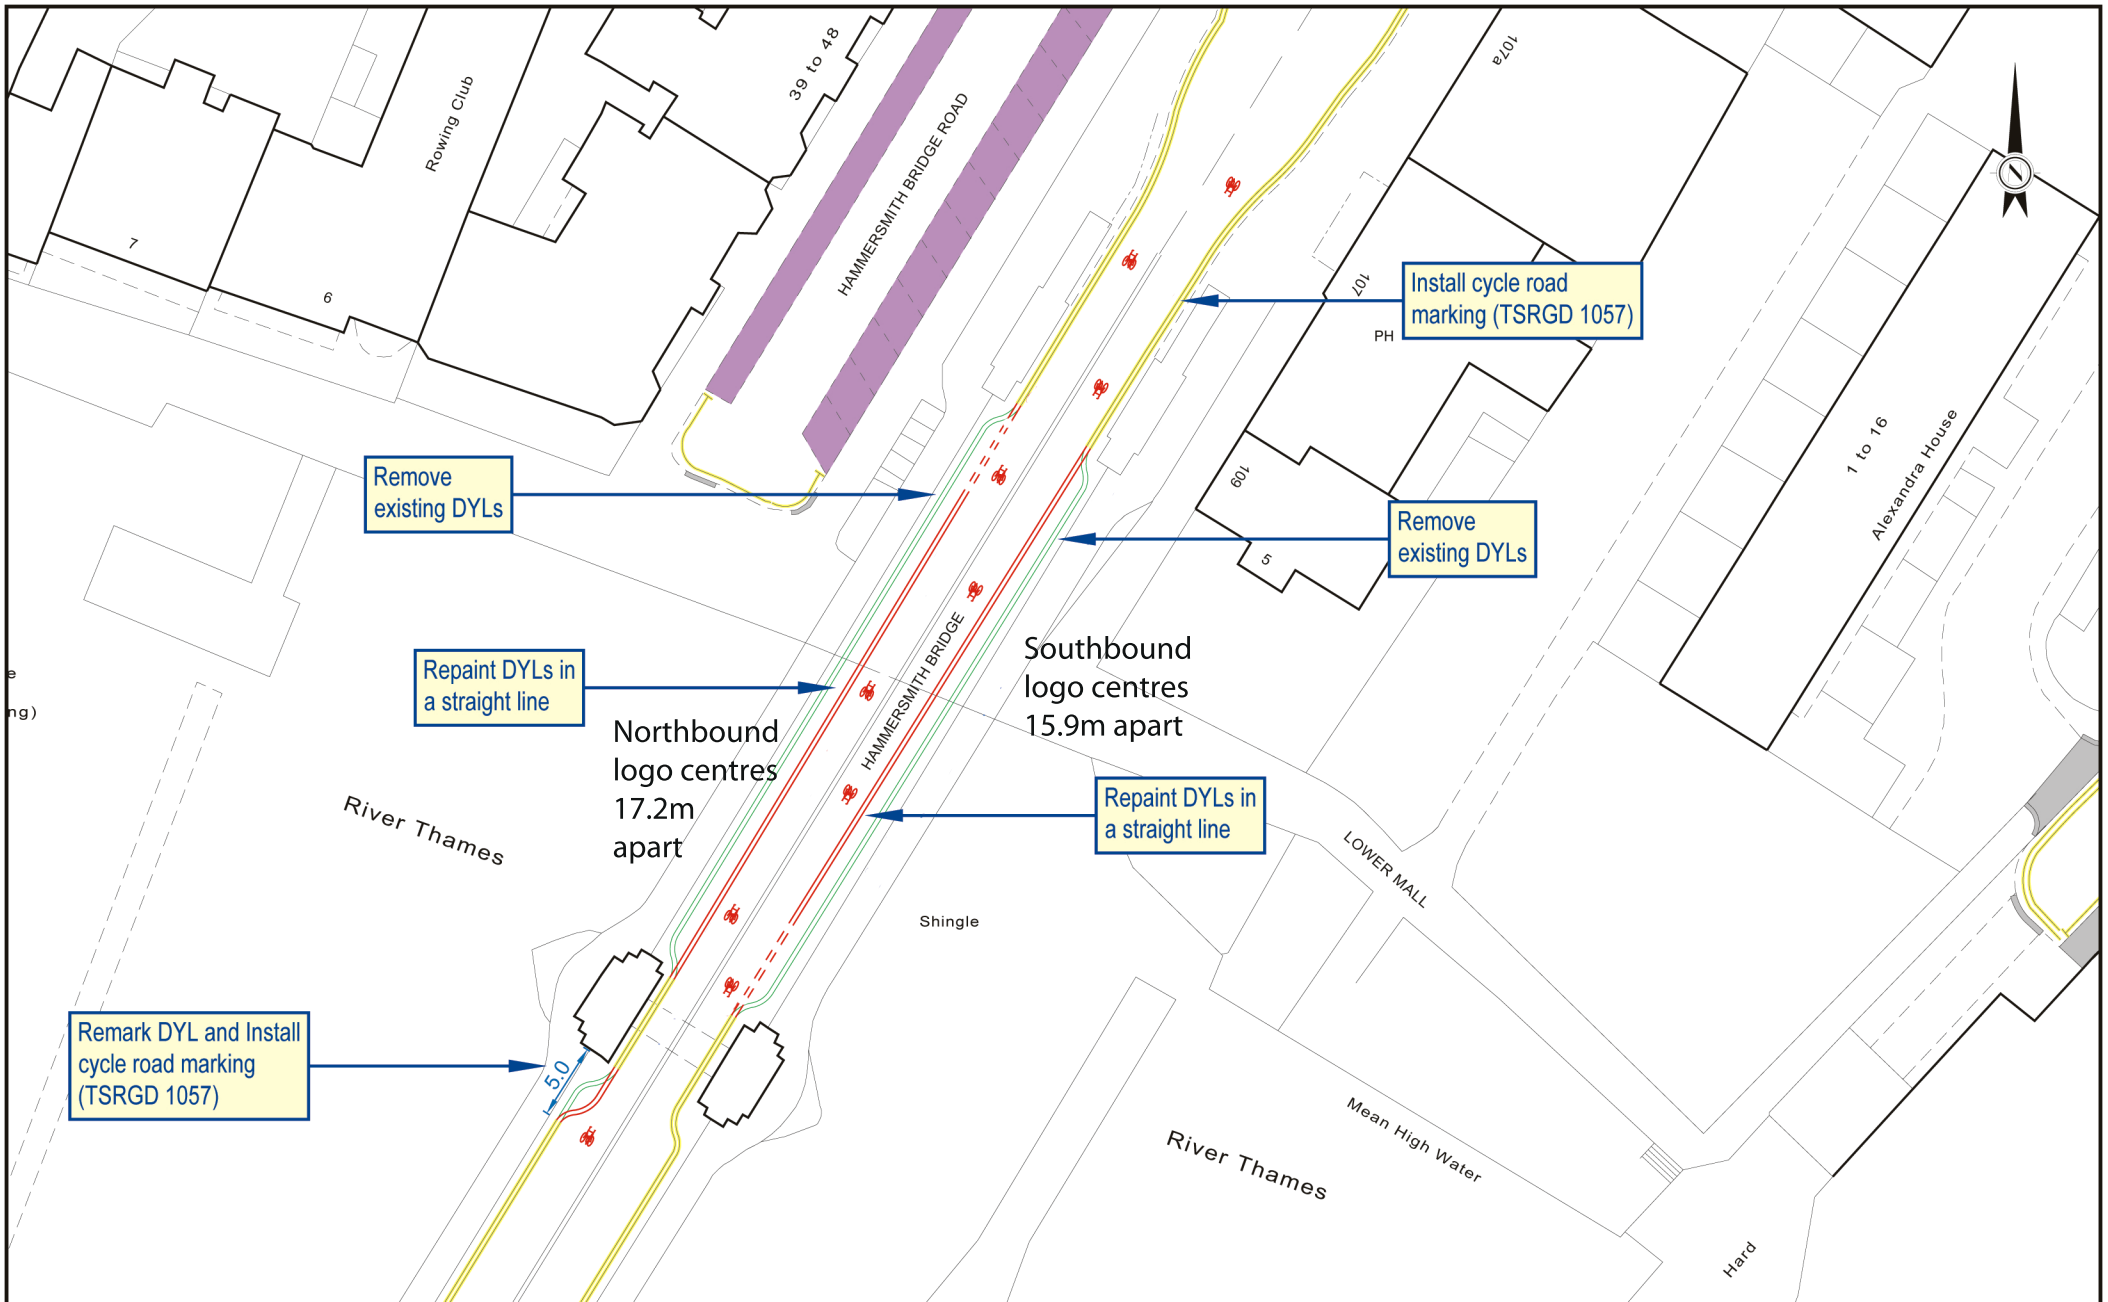 39 to 48
107a
Rowing Club
HAMMERSMITH BRIDGE ROAD
7
6
107
PH
Install cycle road
marking (TSRGD 1057)
109
5
1 to 16
Alexandra House
Remove
existing DYLs
Remove
existing DYLs
e
ng)
Repaint DYLs in
a straight line
HAMMERSMITH BRIDGE
Southbound
logo centres
15.9m apart
Northbound
logo centres
17.2m
apart
Repaint DYLs in
a straight line
River Thames
LOWER MALL
Shingle
Remark DYL and Install
cycle road marking
(TSRGD 1057)
5.0
Mean High Water
River Thames
Hard
N